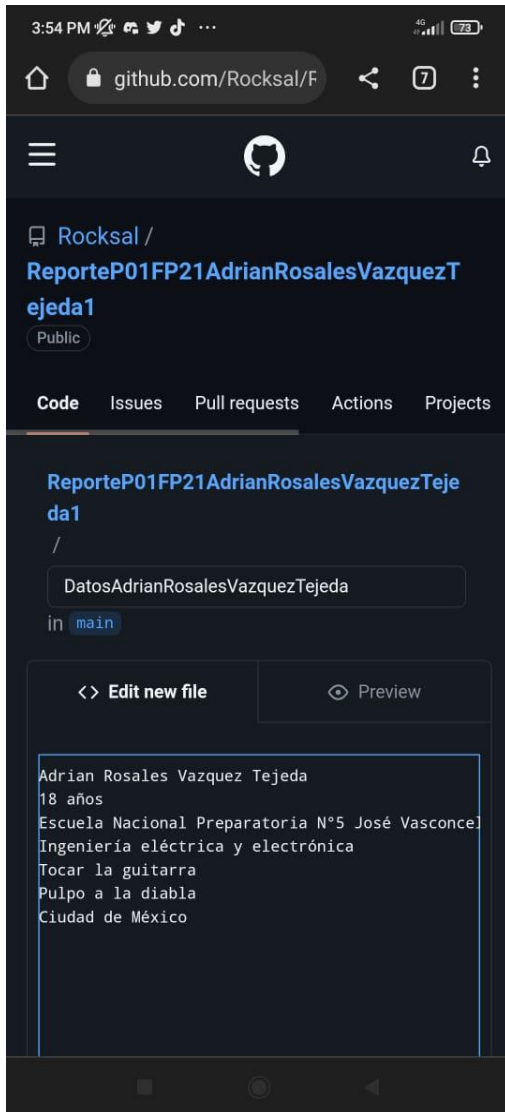 3:54 PM ...
4G 73
github.com/Rocksal/F
7
Rocksal /
ReporteP01FP21AdrianRosalesVazquezT
ejeda1
Public
Code Issues Pull requests Actions Projects
ReporteP01FP21AdrianRosalesVazquezTeje
da1
/
DatosAdrianRosalesVazquezTejeda
in main
<> Edit new file Preview
Adrian Rosales Vazquez Tejeda
18 años
Escuela Nacional Preparatoria N°5 José Vasconcel
Ingeniería eléctrica y electrónica
Tocar la guitarra
Pulpo a la diabla
Ciudad de México